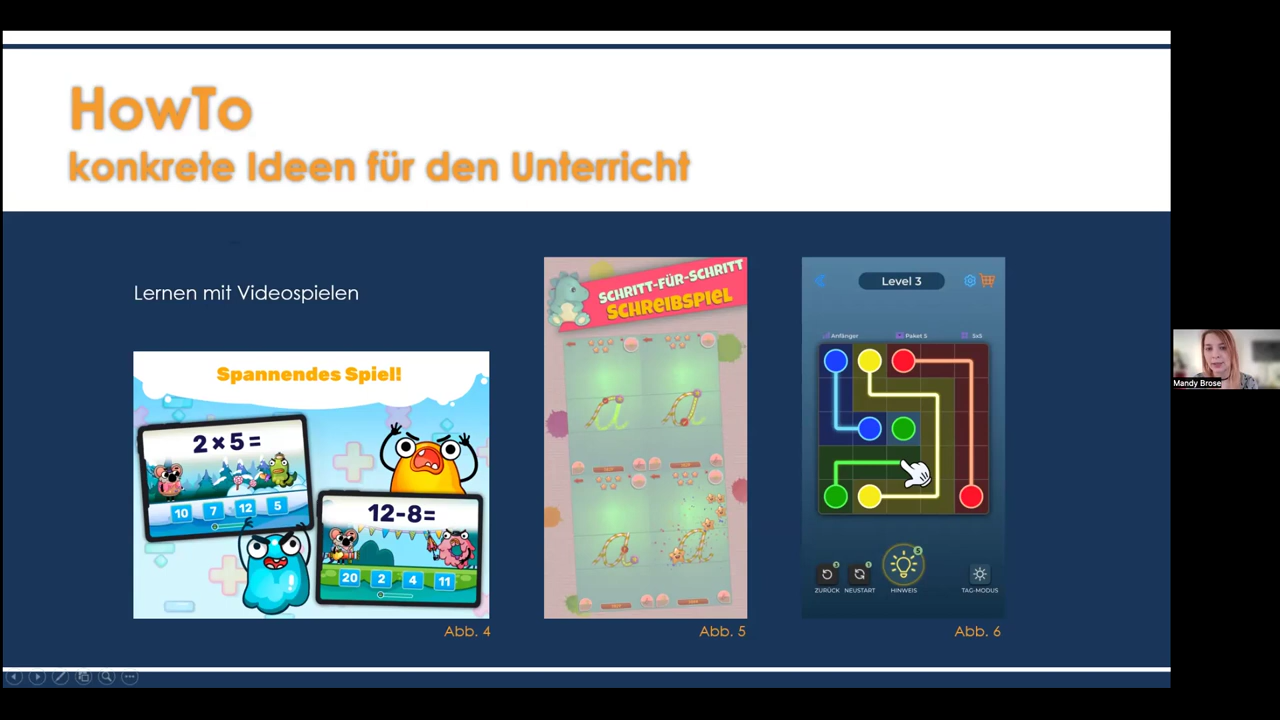 HowTo
konkrete Ideen für den Unterricht
Lernen mit Videospielen
Spannendes Spiel!
2 × 5 =
10 7 12 5
12-8=
20 2 4 11
Abb. 4
SCHRITT-FÜR-SCHRITT
SCHREIBSPIEL
a a
a a
Abb. 5
Level 3
Anfänger Paket 5 5x5
ZURÜCK NEUSTART HINWEIS TAG-MODUS
Abb. 6
Mandy Brose